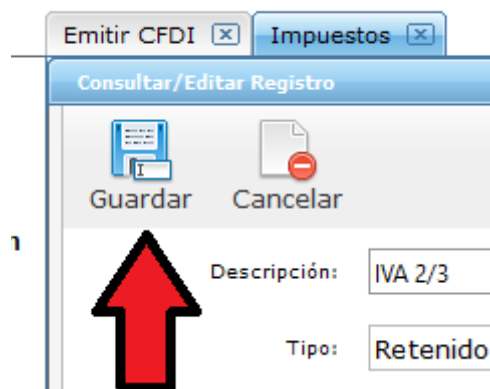 Emitir CFDI Impuestos
Consultar/Editar Registro
Guardar Cancelar
Descripción: IVA 2/3
Tipo: Retenido